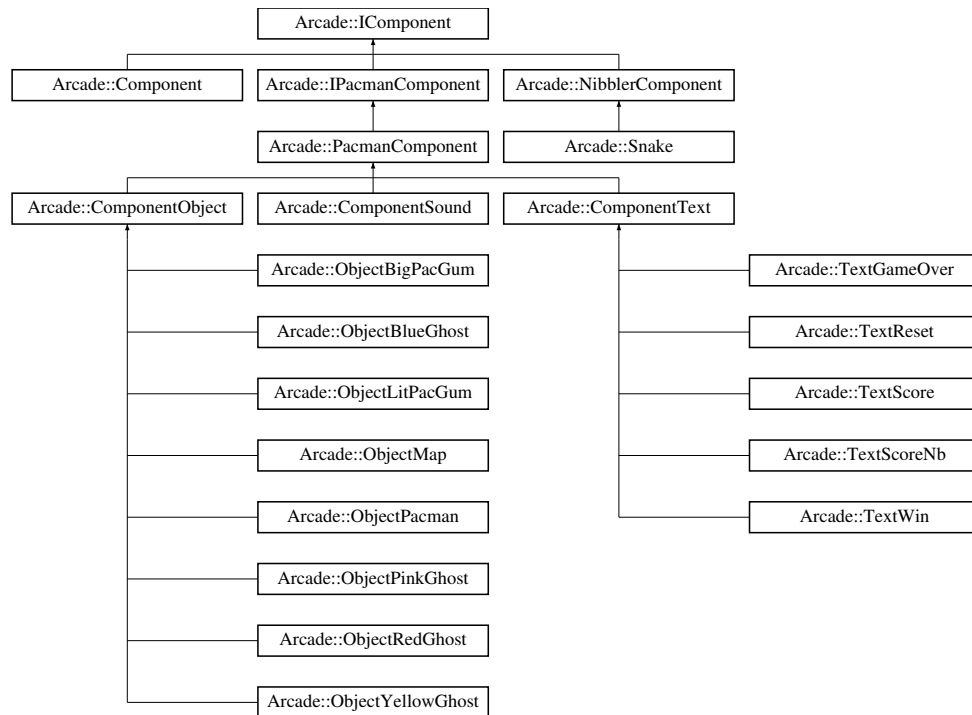 Arcade::IComponent
Arcade::Component
Arcade::IPacmanComponent
Arcade::NibblerComponent
Arcade::PacmanComponent
Arcade::Snake
Arcade::ComponentObject
Arcade::ComponentSound
Arcade::ComponentText
Arcade::ObjectBigPacGum
Arcade::TextGameOver
Arcade::ObjectBlueGhost
Arcade::TextReset
Arcade::ObjectLitPacGum
Arcade::TextScore
Arcade::ObjectMap
Arcade::TextScoreNb
Arcade::ObjectPacman
Arcade::TextWin
Arcade::ObjectPinkGhost
Arcade::ObjectRedGhost
Arcade::ObjectYellowGhost